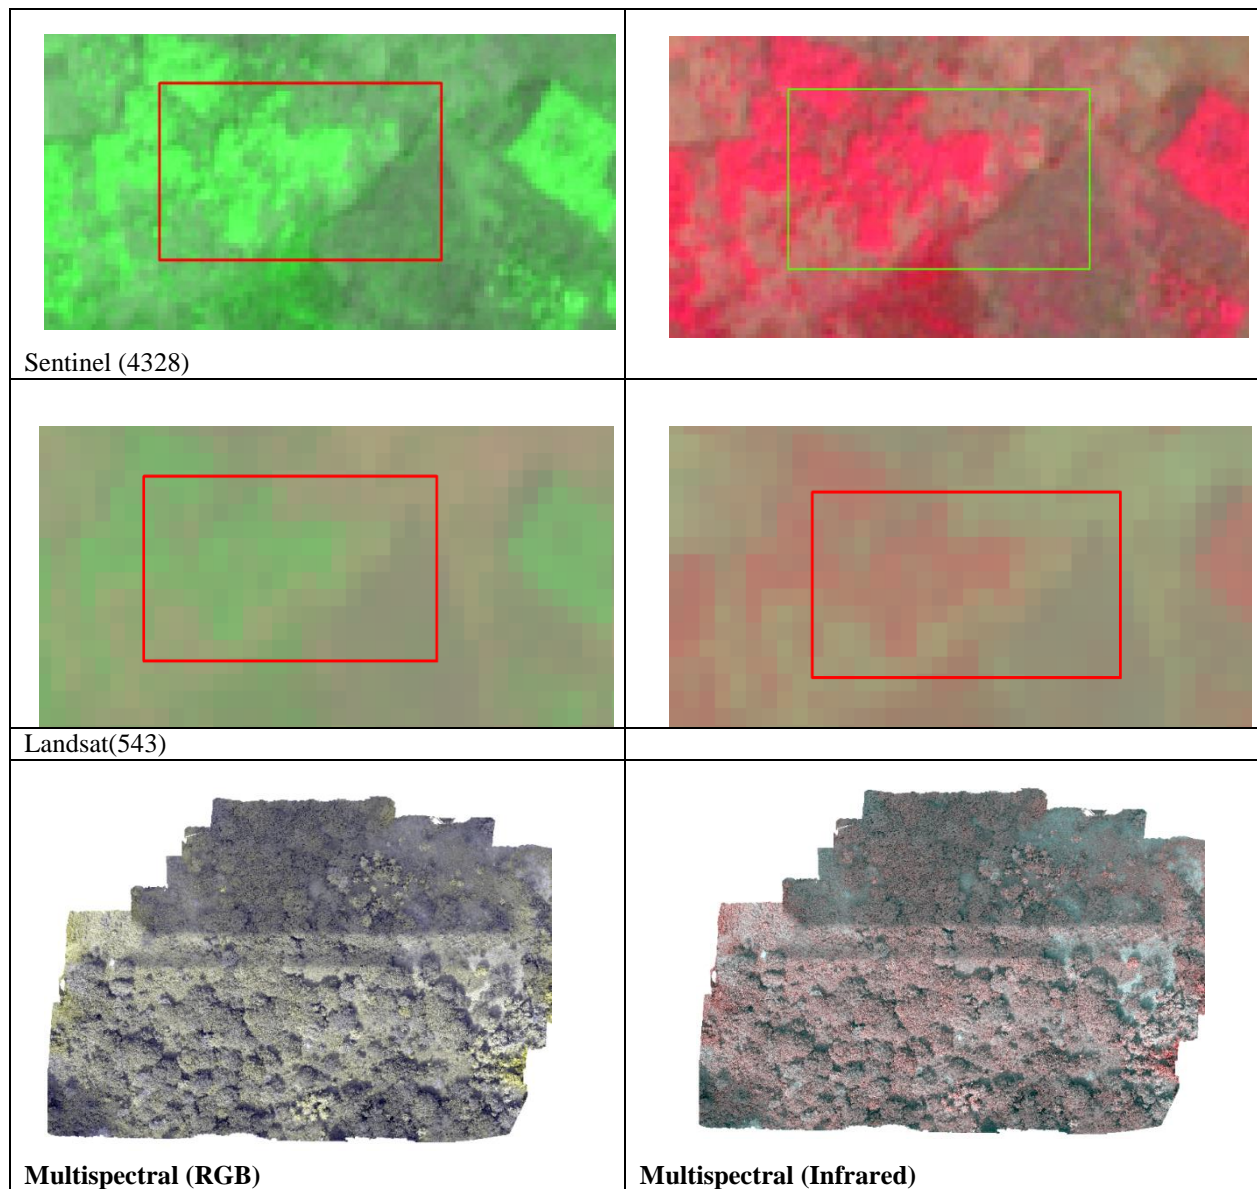 Sentinel (4328)
Landsat(543)
Multispectral (RGB)
Multispectral (Infrared)